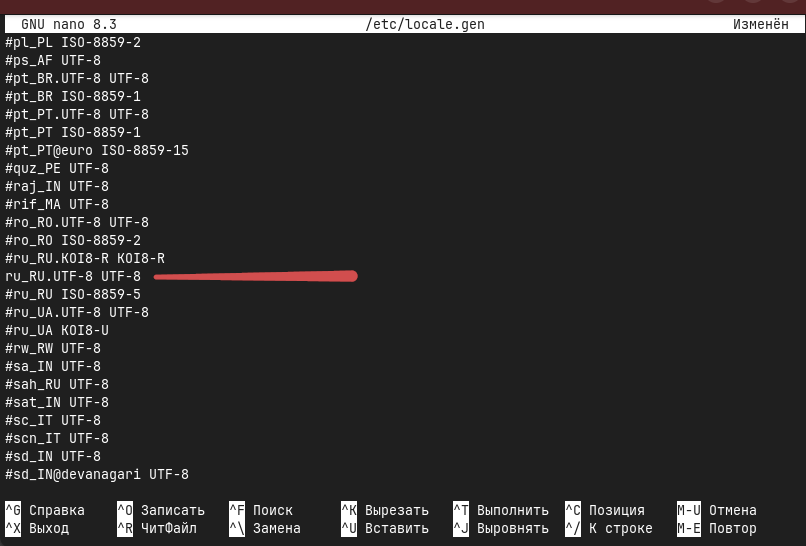 GNU nano 8.3 /etc/locale.gen Изменён
#pl_PL ISO-8859-2
#ps_AF UTF-8
#pt_BR.UTF-8 UTF-8
#pt_BR ISO-8859-1
#pt_PT.UTF-8 UTF-8
#pt_PT ISO-8859-1
#pt_PT@euro ISO-8859-15
#quz_PE UTF-8
#raj_IN UTF-8
#rif_MA UTF-8
#ro_RO.UTF-8 UTF-8
#ro_RO ISO-8859-2
#ru_RU.KOI8-R KOI8-R
ru_RU.UTF-8 UTF-8
#ru_RU ISO-8859-5
#ru_UA.UTF-8 UTF-8
#ru_UA KOI8-U
#rw_RW UTF-8
#sa_IN UTF-8
#sah_RU UTF-8
#sat_IN UTF-8
#sc_IT UTF-8
#scn_IT UTF-8
#sd_IN UTF-8
#sd_IN@devanagari UTF-8
^G Справка ^O Записать ^F Поиск ^K Вырезать ^T Выполнить ^C Позиция M-U Отмена
^X Выход ^R ЧитФайл ^\ Замена ^U Вставить ^J Выровнять ^/ К строке M-E Повтор